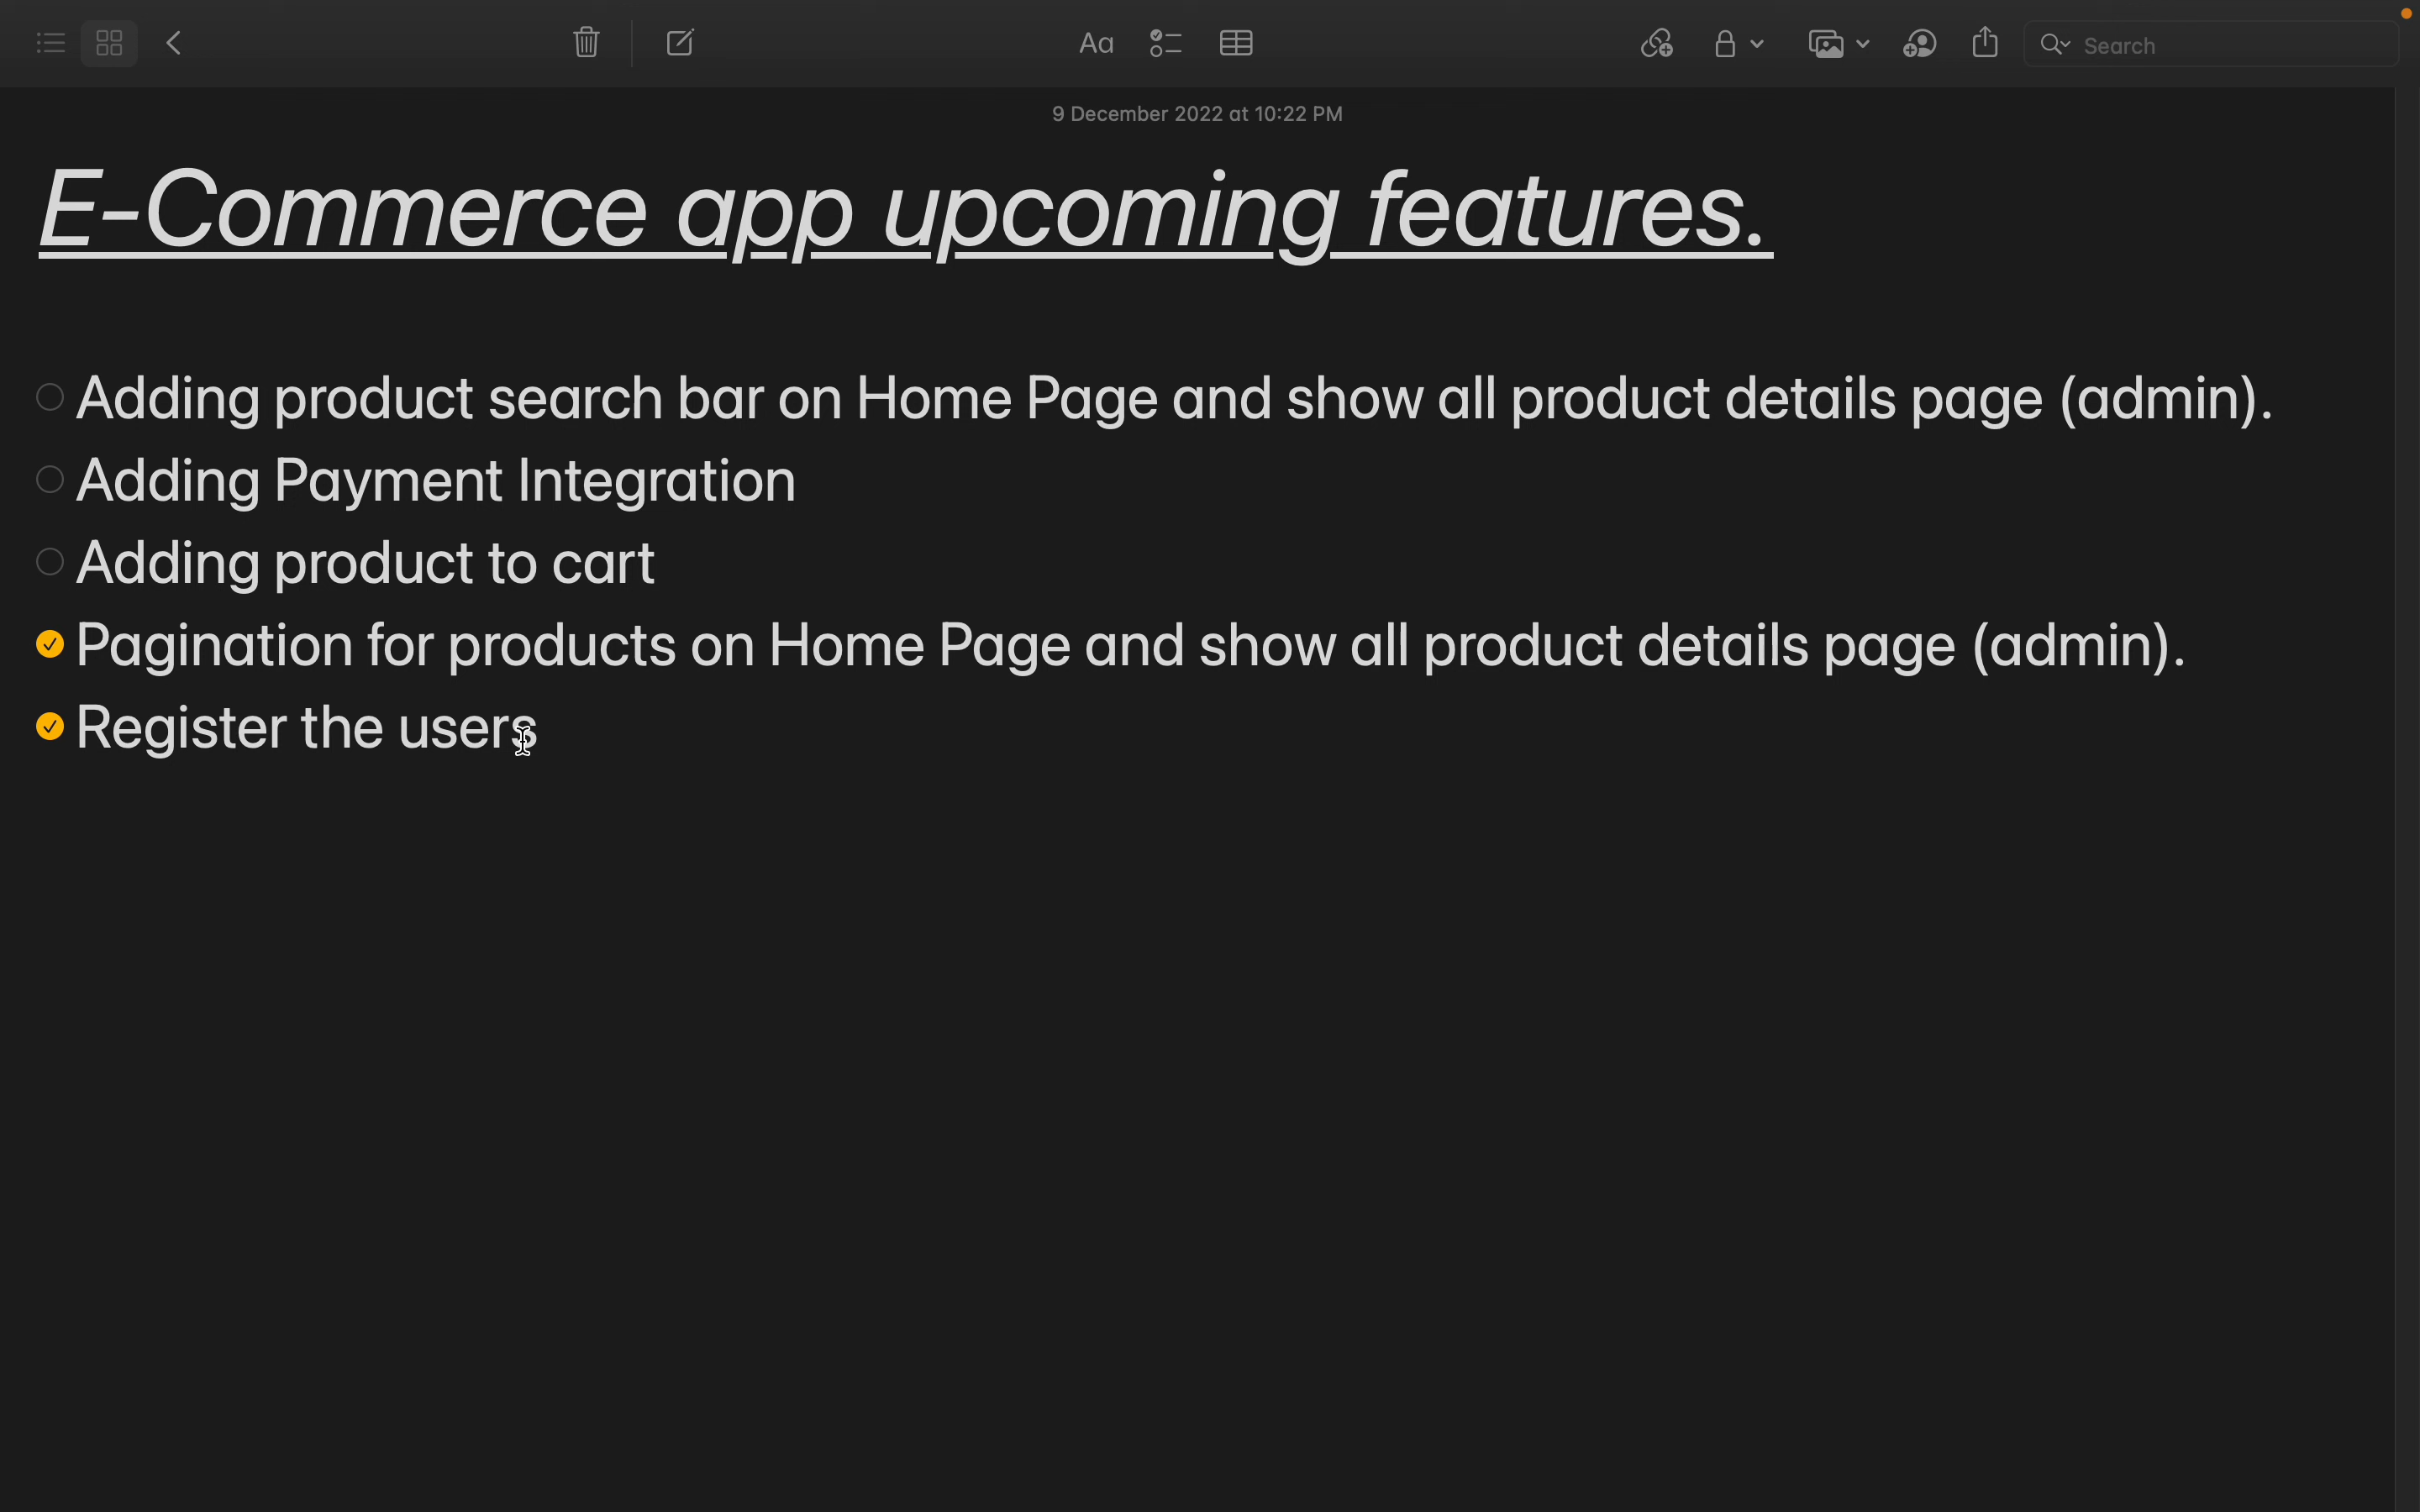 Aa
Search
9 December 2022 at 10:22 PM
E-Commerce app upcoming features.
Adding product search bar on Home Page and show all product details page (admin).
Adding Payment Integration
Adding product to cart
Pagination for products on Home Page and show all product details page (admin).
Register the users